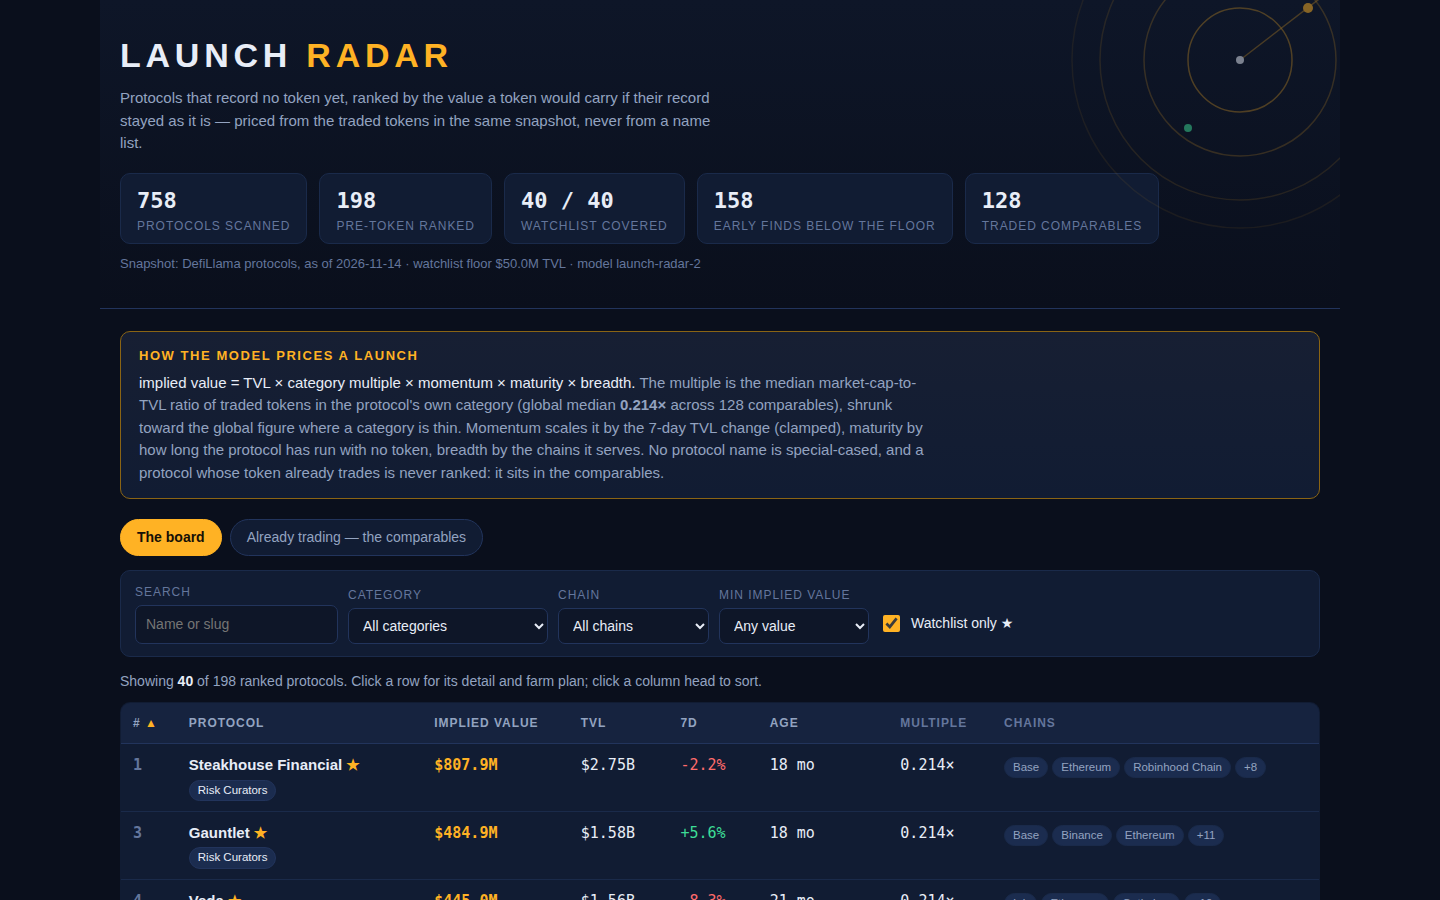 LAUNCH RADAR
Protocols that record no token yet, ranked by the value a token would carry if their record
stayed as it is — priced from the traded tokens in the same snapshot, never from a name
list.
758
PROTOCOLS SCANNED
198
PRE-TOKEN RANKED
40 / 40
WATCHLIST COVERED
158
EARLY FINDS BELOW THE FLOOR
128
TRADED COMPARABLES
Snapshot: DefiLlama protocols, as of 2026-11-14 · watchlist floor $50.0M TVL · model launch-radar-2
HOW THE MODEL PRICES A LAUNCH
implied value = TVL × category multiple × momentum × maturity × breadth. The multiple is the median market-cap-to-
TVL ratio of traded tokens in the protocol's own category (global median 0.214× across 128 comparables), shrunk
toward the global figure where a category is thin. Momentum scales it by the 7-day TVL change (clamped), maturity by
how long the protocol has run with no token, breadth by the chains it serves. No protocol name is special-cased, and a
protocol whose token already trades is never ranked: it sits in the comparables.
The board
Already trading — the comparables
SEARCH
Name or slug
CATEGORY
All categories
CHAIN
All chains
MIN IMPLIED VALUE
Any value
Watchlist only ★
Showing 40 of 198 ranked protocols. Click a row for its detail and farm plan; click a column head to sort.
# ▲ PROTOCOL IMPLIED VALUE TVL 7D AGE MULTIPLE CHAINS
1 Steakhouse Financial ★ $807.9M $2.75B -2.2% 18 mo 0.214× Base Ethereum Robinhood Chain +8
Risk Curators
3 Gauntlet ★ $484.9M $1.58B +5.6% 18 mo 0.214× Base Binance Ethereum +11
Risk Curators
4 Veda ★ $445.0M $1.56B -8.3% 21 mo 0.214×